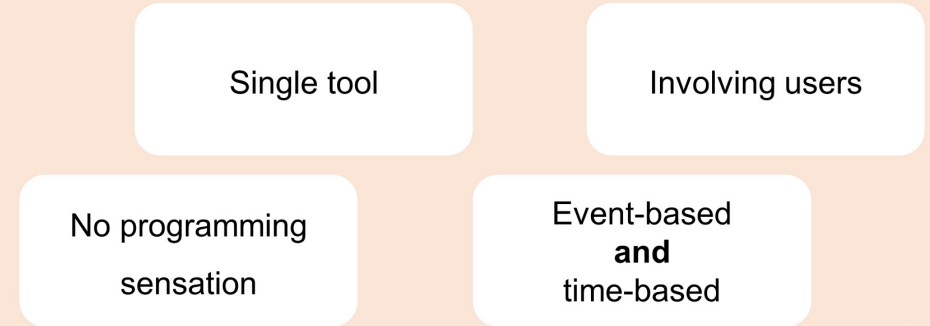 Single tool
Involving users
No programming
sensation
Event-based
and
time-based